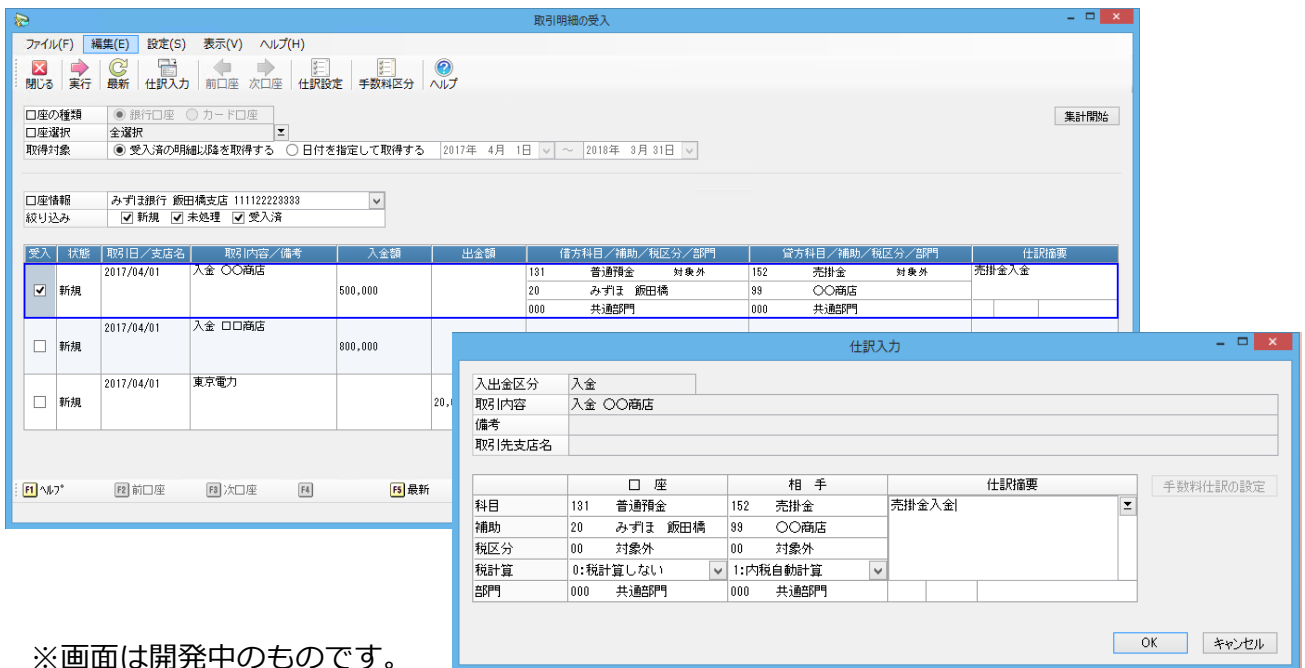 取引明細の受入
ファイル(F) 編集(E) 設定(S) 表示(V) ヘルプ(H)
閉じる 実行 最新 仕訳入力 前口座 次口座 仕訳設定 手数料区分 ヘルプ
口座の種類 銀行口座 カード口座 集計開始
口座選択 全選択
取得対象 受入済の明細以降を取得する 日付を指定して取得する 2017年 4月 1日 ～ 2018年 3月 31日
口座情報 みずほ銀行 飯田橋支店 111122223333
絞り込み 新規 未処理 受入済
受入 状態 取引日／支店名 取引内容／備考 入金額 出金額 借方科目／補助／税区分／部門 貸方科目／補助／税区分／部門 仕訳摘要
2017/04/01 入金 〇〇商店 131 普通預金 対象外 152 売掛金 対象外 売掛金入金
新規 500,000 20 みずほ 飯田橋 99 〇〇商店
000 共通部門 000 共通部門
2017/04/01 入金 口口商店
新規 800,000
2017/04/01 東京電力
新規 20,
F1 ヘルプ F2 前口座 F3 次口座 F4 F5 最新
仕訳入力
入出金区分 入金
取引内容 入金 〇〇商店
備考
取引先支店名
口 座 相 手 仕訳摘要 手数料仕訳の設定
科目 131 普通預金 152 売掛金 売掛金入金
補助 20 みずほ 飯田橋 99 〇〇商店
税区分 00 対象外 00 対象外
税計算 0:税計算しない 1:内税自動計算
部門 000 共通部門 000 共通部門
OK キャンセル
※画面は開発中のものです。